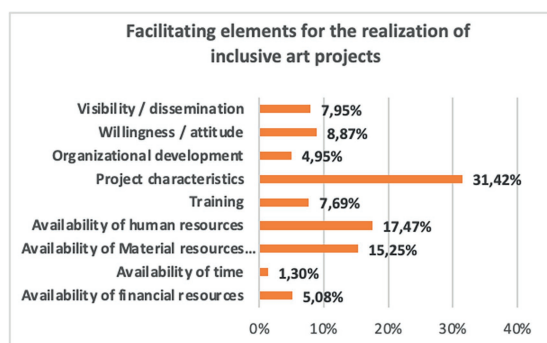 Facilitating elements for the realization of
inclusive art projects
Visibility / dissemination 7,95%
Willingness / attitude 8,87%
Organizational development 4,95%
Project characteristics 31,42%
Training 7,69%
Availability of human resources 17,47%
Availability of Material resources... 15,25%
Availability of time 1,30%
Availability of financial resources 5,08%
0% 10% 20% 30% 40%